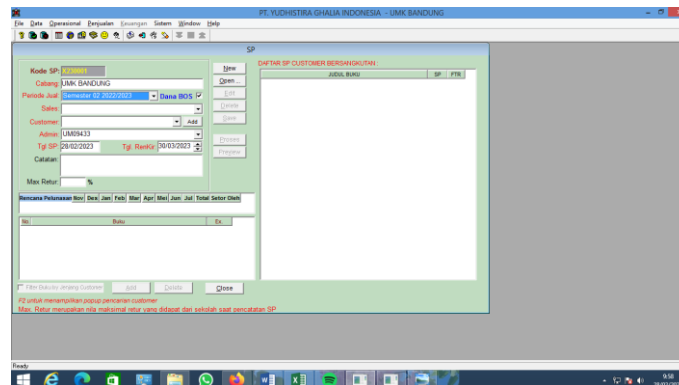 PT. YUDHISTIRA GHALIA INDONESIA - UMK BANDUNG
File Data Operasional Penjualan Keuangan Sistem Window Help
SP
Kode SP:
Cabang: UMK BANDUNG
Periode Jual: Semester 02 2022/2023 Dana BOS
Sales:
Customer: Add
Admin: UM09433
Tgl SP: 28/02/2023 Tgl. RenKir 30/03/2023
Catatan:
Max Retur: %
New
Open...
Edit
Delete
Save
Proses
Preview
DAFTAR SP CUSTOMER BERSANGKUTAN:
JUDUL BUKU SP FTR
Rencana Pelunasan Nov Des Jan Feb Mar Apr Mei Jun Jul Total Setor Oleh
No. Buku Ex.
Filter Buku by Jenjang Customer Add Delete Close
F2 untuk menampilkan popup pencarian customer
Max. Retur merupakan nila maksimal retur yang didapat dari sekolah saat pencatatan SP
Ready
9:58